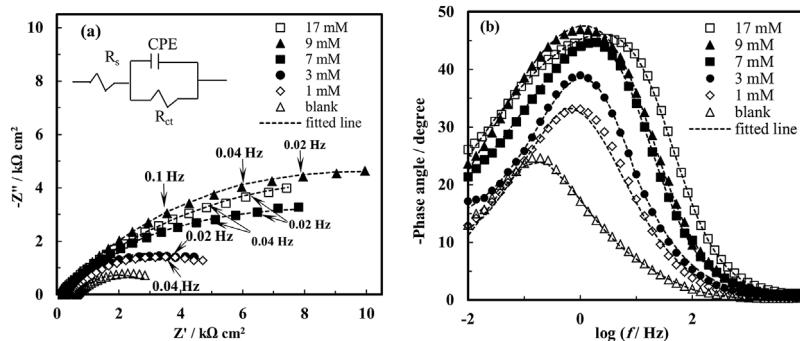 (a)
10
8
6
4
2
0
-Z'' / kΩ cm²
0 2 4 6 8 10
Z' / kΩ cm²
Rs
CPE
Rct
17 mM
9 mM
7 mM
3 mM
1 mM
blank
fitted line
0.1 Hz
0.04 Hz
0.02 Hz
0.02 Hz
0.04 Hz
0.02 Hz
0.04 Hz
(b)
50
40
30
20
10
0
-Phase angle / degree
-2 0 2
log (f / Hz)
17 mM
9 mM
7 mM
3 mM
1 mM
blank
fitted line